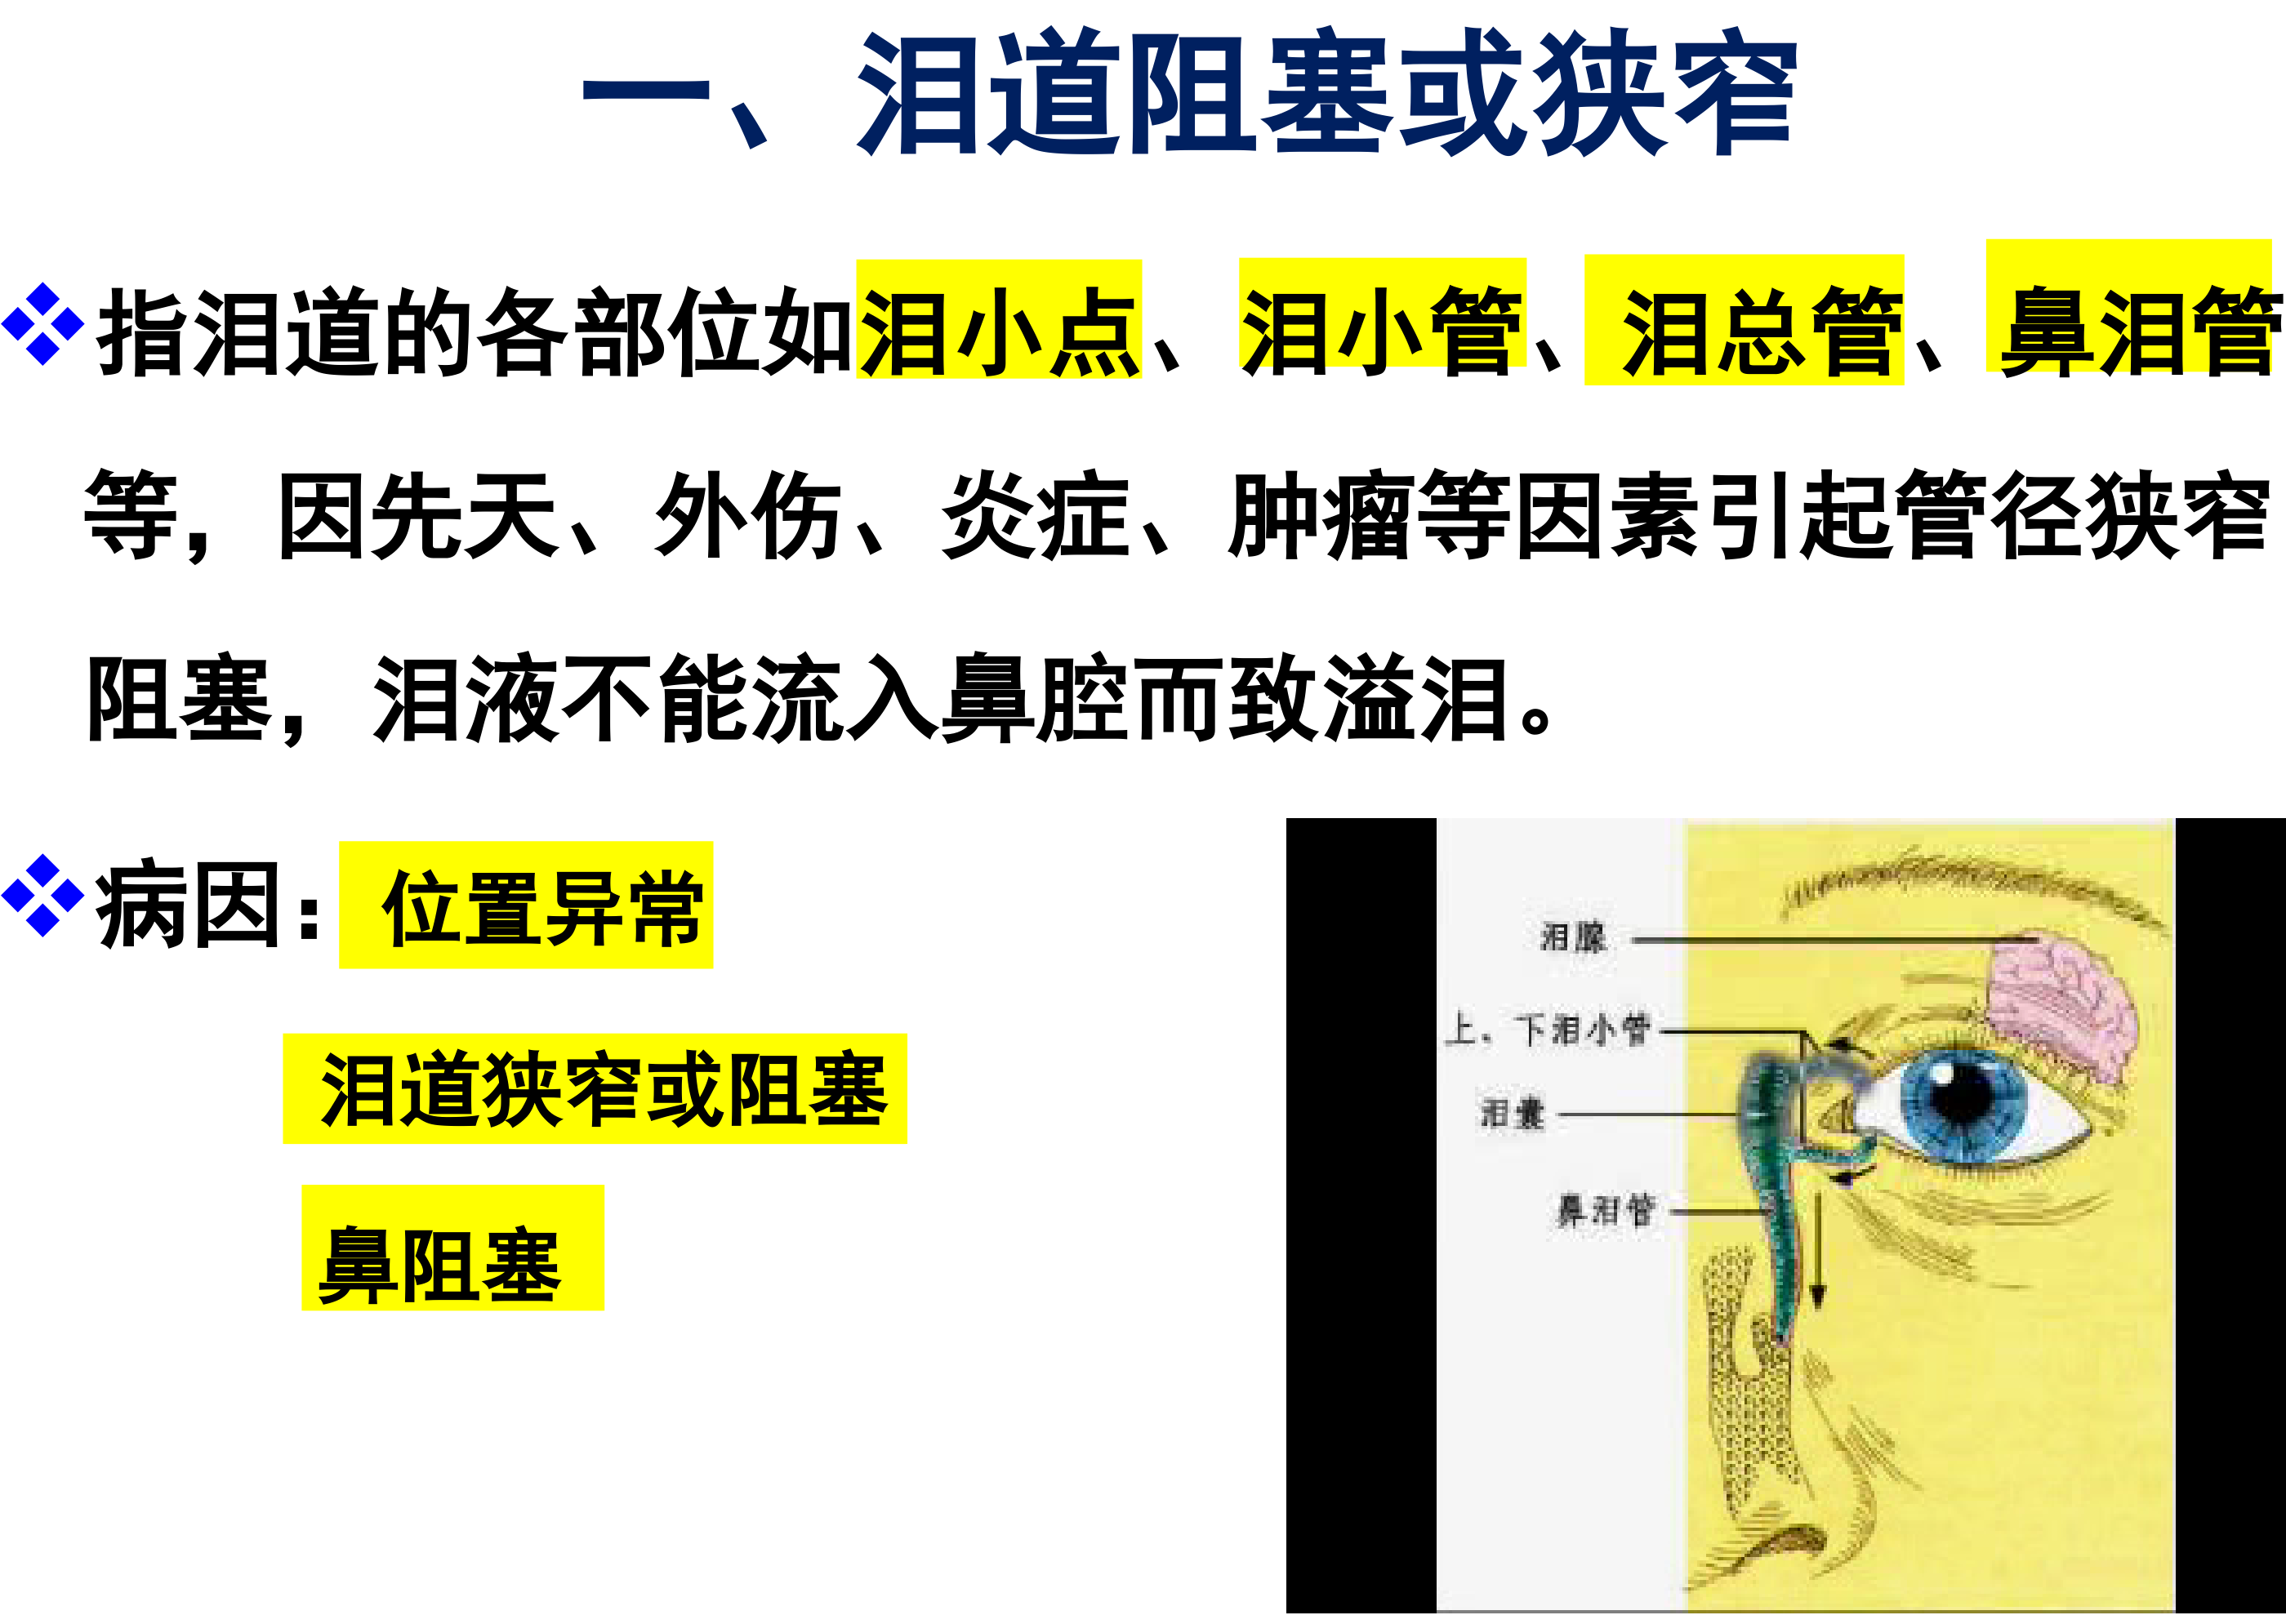 一、泪道阻塞或狭窄
指泪道的各部位如泪小点、泪小管、泪总管、鼻泪管
等，因先天、外伤、炎症、肿瘤等因素引起管径狭窄
阻塞，泪液不能流入鼻腔而致溢泪。
病因：位置异常
泪道狭窄或阻塞
鼻阻塞
泪腺
上、下泪小管
泪囊
鼻泪管